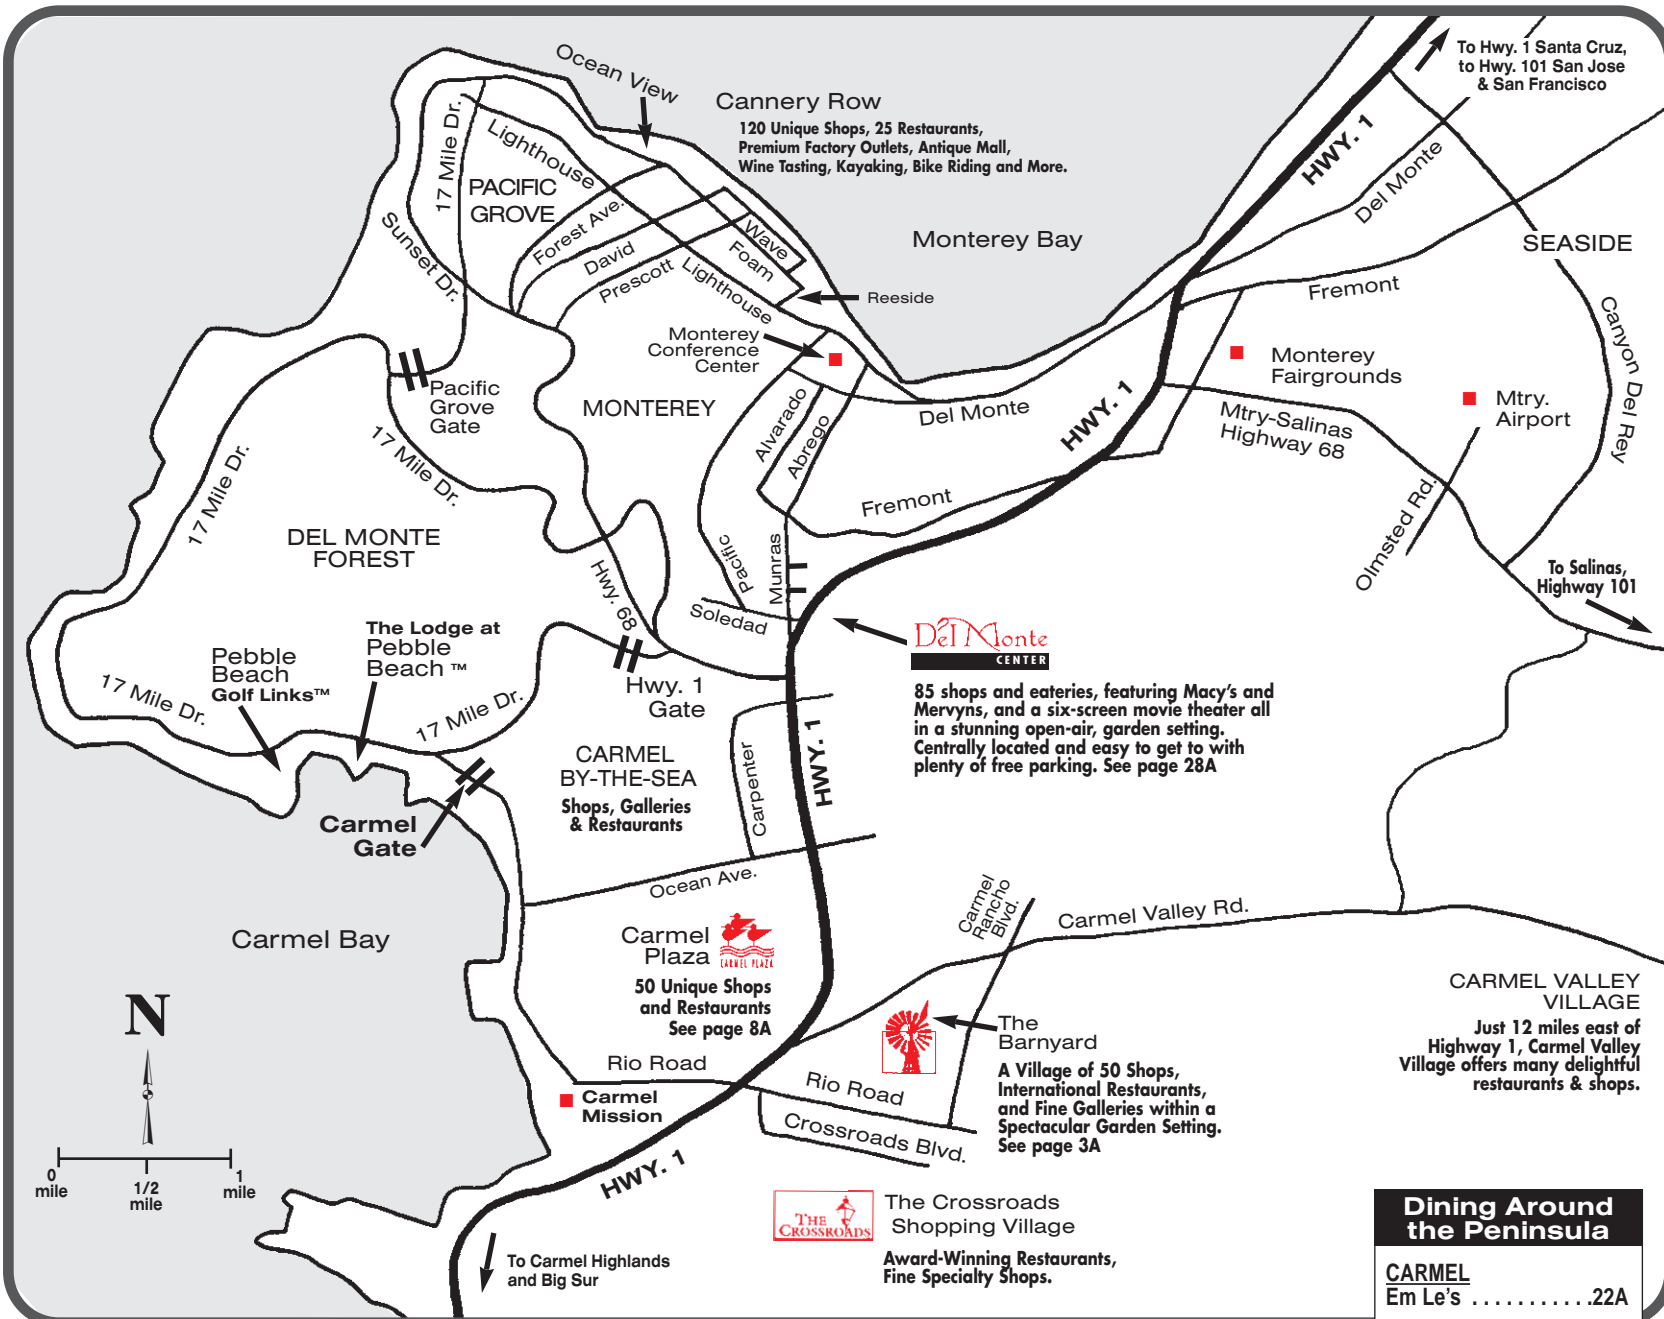 To Hwy. 1 Santa Cruz,
to Hwy. 101 San Jose
& San Francisco
Ocean View
Cannery Row
120 Unique Shops, 25 Restaurants,
Premium Factory Outlets, Antique Mall,
Wine Tasting, Kayaking, Bike Riding and More.
HWY. 1
Del Monte
17 Mile Dr.
Lighthouse
PACIFIC
GROVE
Sunset Dr.
Forest Ave.
David
Prescott
Wave
Foam
Lighthouse
Reeside
Monterey Bay
SEASIDE
Fremont
Canyon Del Rey
Monterey
Conference
Center
Monterey
Fairgrounds
Mtry.
Airport
Pacific
Grove
Gate
MONTEREY
Alvarado
Abrego
Del Monte
HWY. 1
Mtry-Salinas
Highway 68
17 Mile Dr.
17 Mile Dr.
Fremont
Olmsted Rd.
DEL MONTE
FOREST
Hwy. 68
Pacific
Munras
Soledad
To Salinas,
Highway 101
Del Monte
CENTER
85 shops and eateries, featuring Macy's and
Mervyns, and a six-screen movie theater all
in a stunning open-air, garden setting.
Centrally located and easy to get to with
plenty of free parking. See page 28A
The Lodge at
Pebble
Beach ™
Pebble
Beach
Golf Links™
17 Mile Dr.
17 Mile Dr.
Hwy. 1
Gate
CARMEL
BY-THE-SEA
Shops, Galleries
& Restaurants
Carpenter
HWY. 1
Carmel
Gate
Ocean Ave.
Carmel
Rancho
Blvd.
Carmel Valley Rd.
Carmel Bay
Carmel
Plaza
CARMEL PLAZA
50 Unique Shops
and Restaurants
See page 8A
CARMEL VALLEY
VILLAGE
Just 12 miles east of
Highway 1, Carmel Valley
Village offers many delightful
restaurants & shops.
N
The
Barnyard
A Village of 50 Shops,
International Restaurants,
and Fine Galleries within a
Spectacular Garden Setting.
See page 3A
Rio Road
Rio Road
Carmel
Mission
Crossroads Blvd.
0
mile
1/2
mile
1
mile
HWY. 1
THE
CROSSROADS
The Crossroads
Shopping Village
Award-Winning Restaurants,
Fine Specialty Shops.
To Carmel Highlands
and Big Sur
Dining Around
the Peninsula
CARMEL
Em Le's . . . . . . . . . . .22A